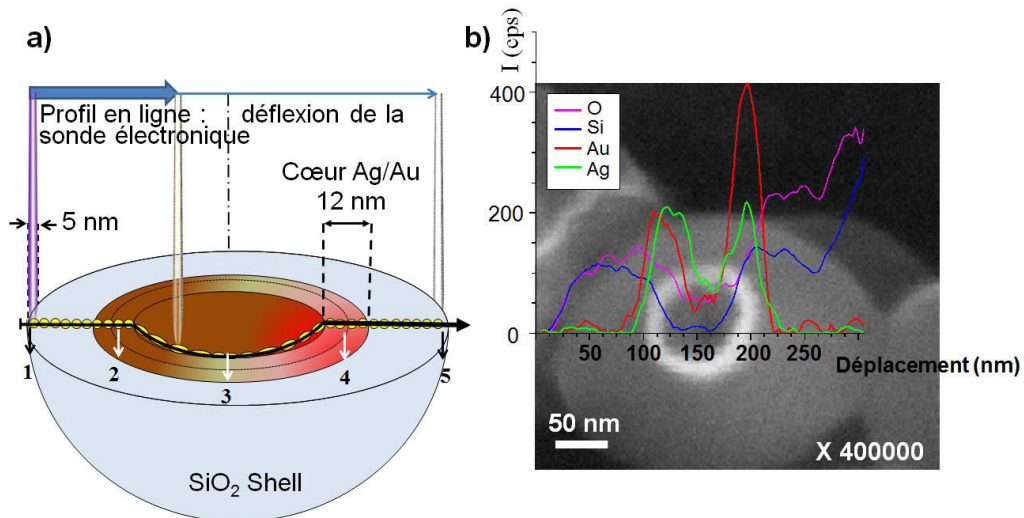 a)
Profil en ligne : déflexion de la
sonde électronique
Cœur Ag/Au
12 nm
5 nm
1
2
3
4
5
SiO2 Shell
b)
I (cps)
400
200
0
O
Si
Au
Ag
50
100
150
200
250
Déplacement (nm)
50 nm
X 400000